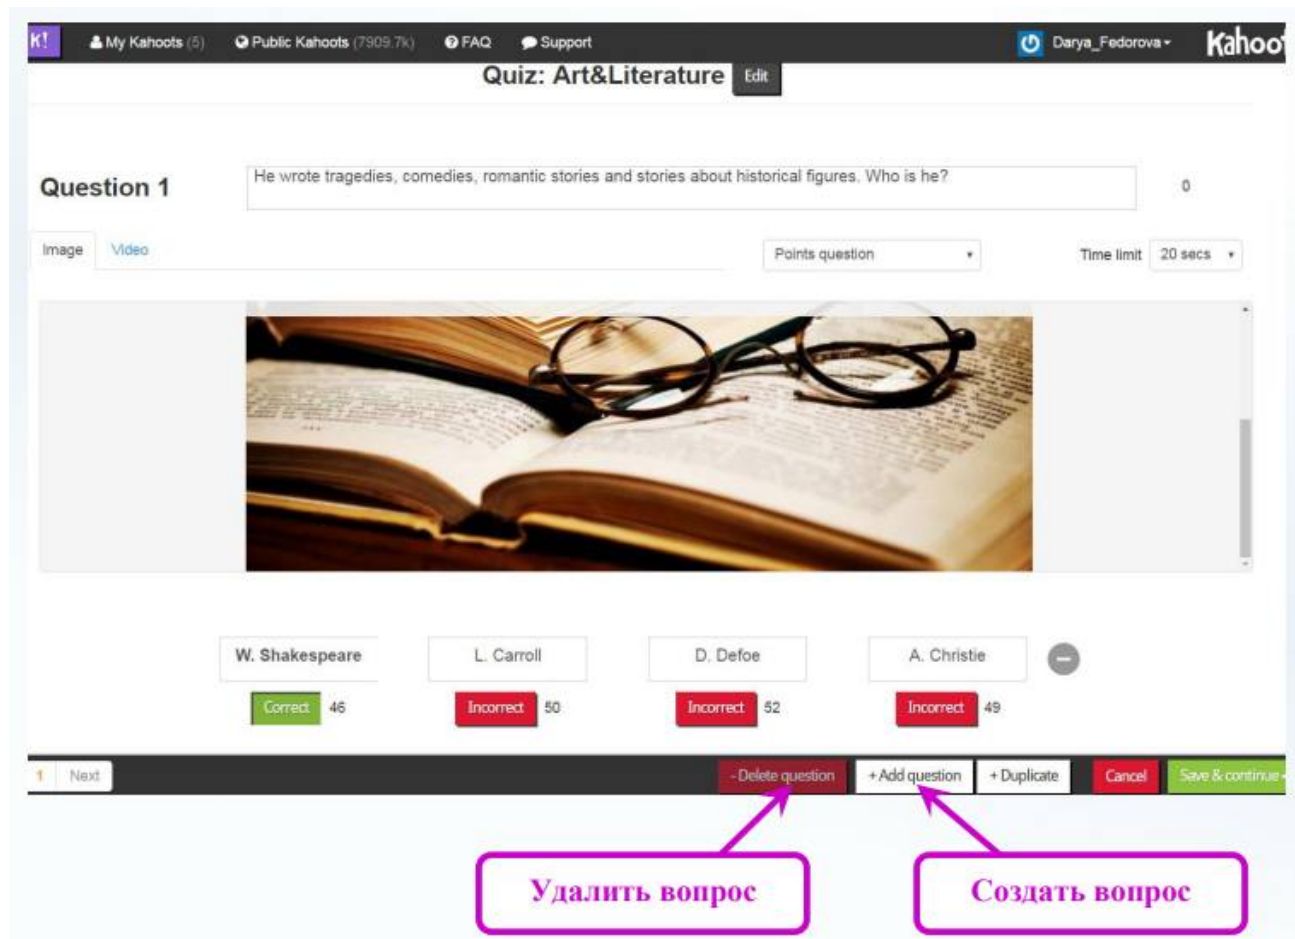 K! My Kahoots (5) Public Kahoots (7909.7k) FAQ Support Darya_Fedorova Kahoot
Quiz: Art&Literature Edit
Question 1 He wrote tragedies, comedies, romantic stories and stories about historical figures. Who is he? 0
Image Video Points question Time limit 20 secs
W. Shakespeare L. Carroll D. Defoe A. Christie
Correct 46 Incorrect 50 Incorrect 52 Incorrect 49
1 Next - Delete question + Add question + Duplicate Cancel Save & continue
Удалить вопрос Создать вопрос